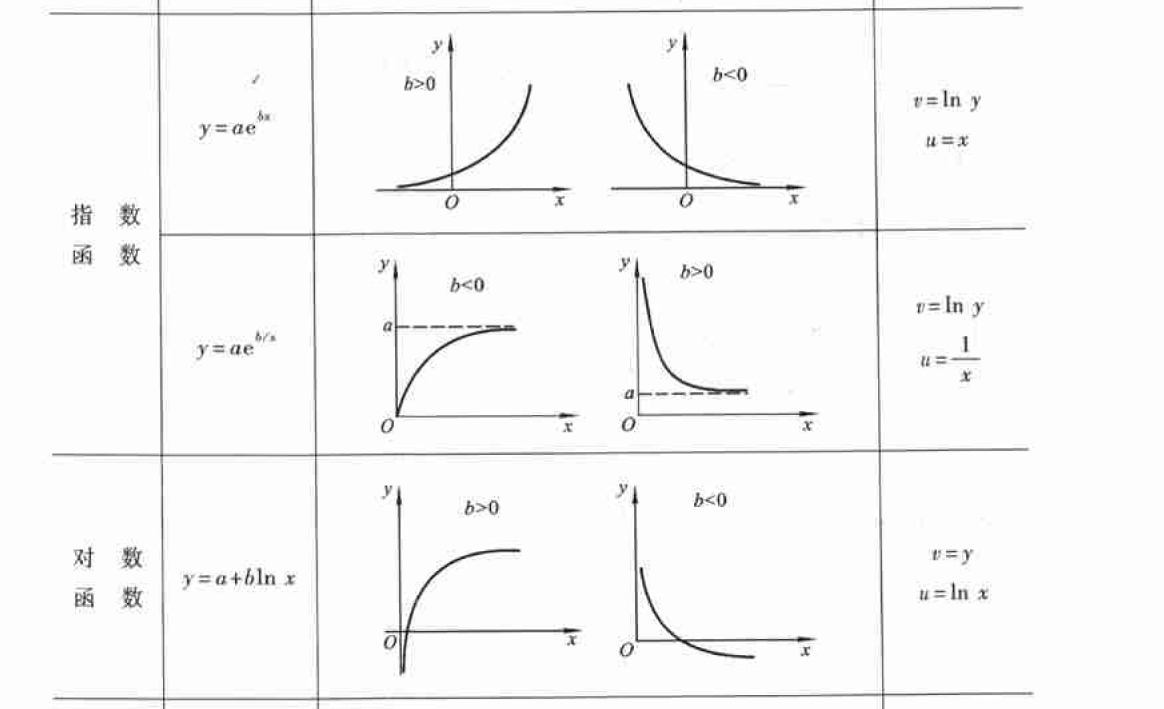 指 数
函 数
y=ae^{bx}
y
b>0
O
x
y
b<0
O
x
v=ln y
u=x
y=ae^{b/x}
y
b<0
a
O
x
y
b>0
a
O
x
v=ln y
u=\frac{1}{x}
对 数
函 数
y=a+bln x
y
b>0
O
x
y
b<0
O
x
v=y
u=ln x